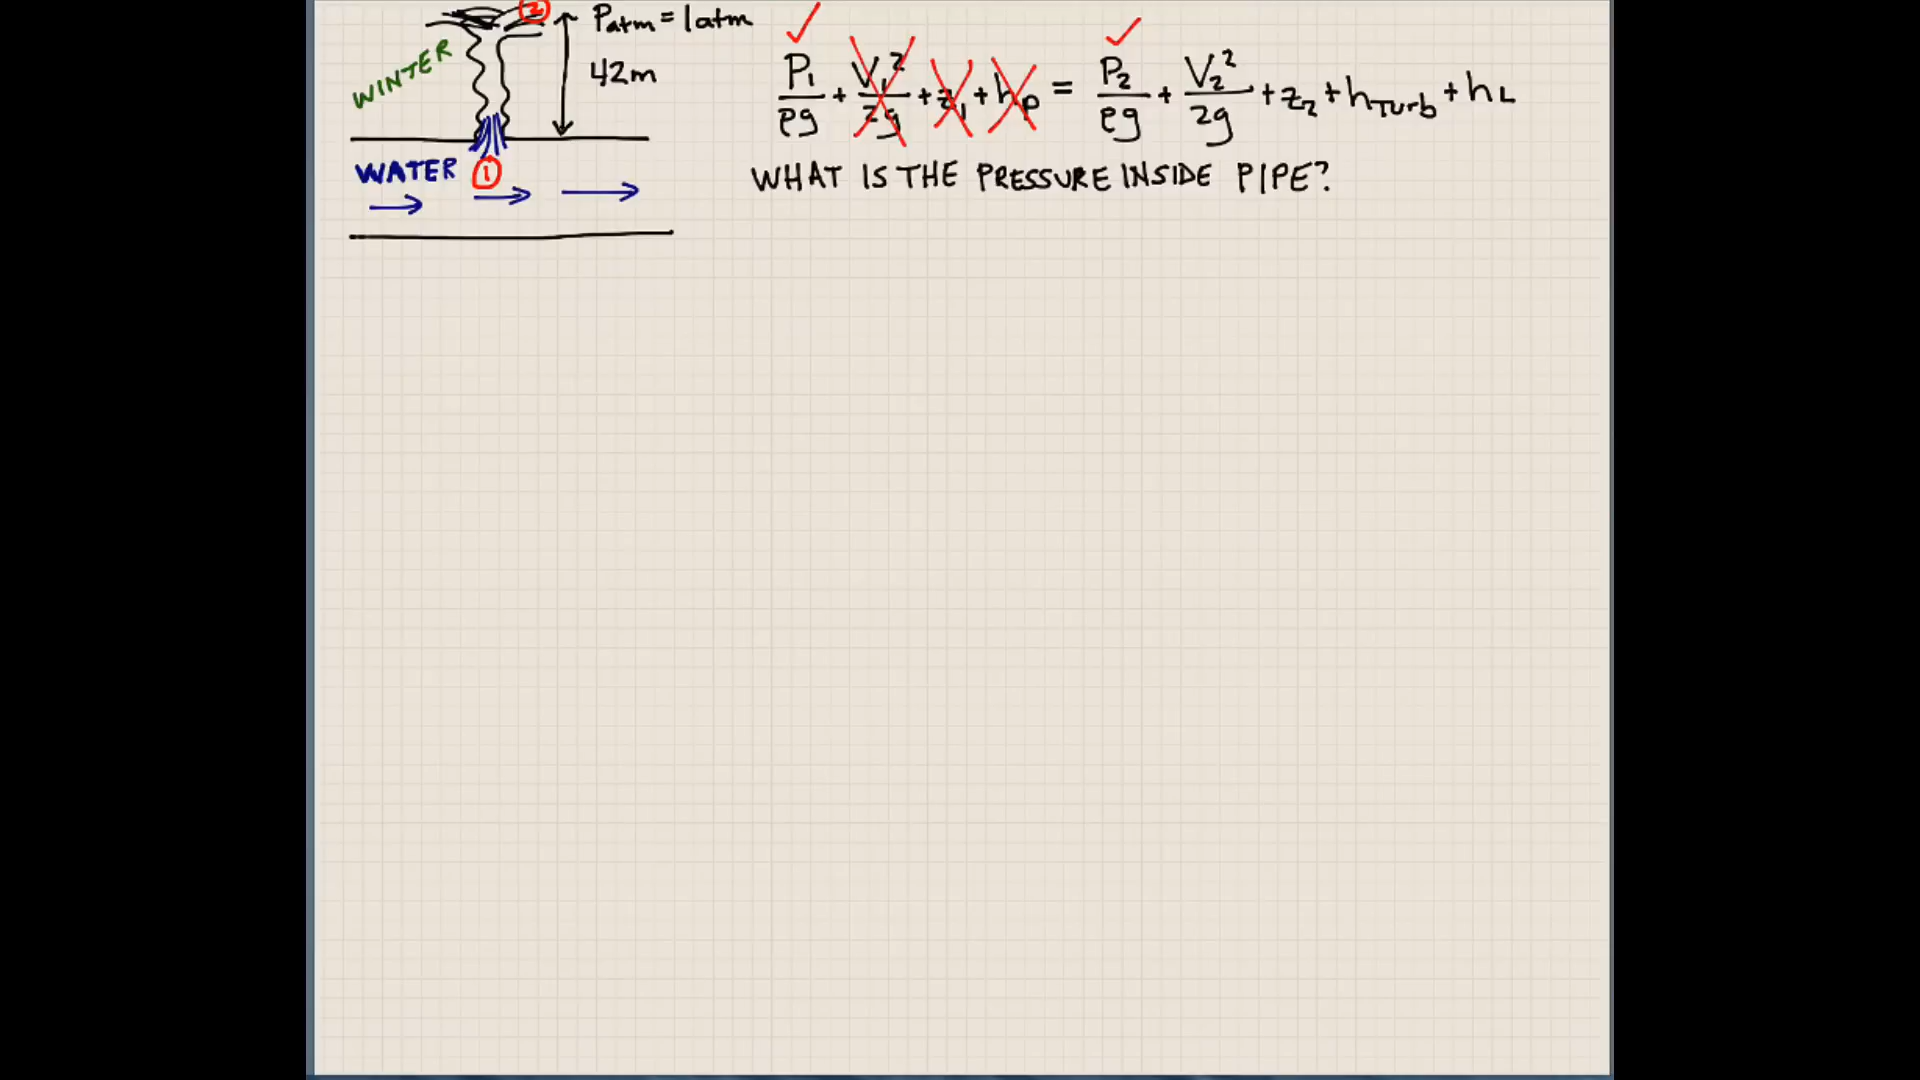 ② Patm = 1atm
WINTER
42m
WATER ①
P₁/ρg + V₁²/2g + z₁ + hp = P₂/ρg + V₂²/2g + z₂ + hTurb + hL
WHAT IS THE PRESSURE INSIDE PIPE?